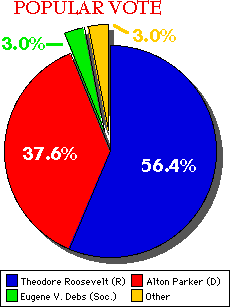 POPULAR VOTE
3.0%
3.0%
37.6%
56.4%
Theodore Roosevelt (R) Alton Parker (D)
Eugene V. Debs (Soc.) Other